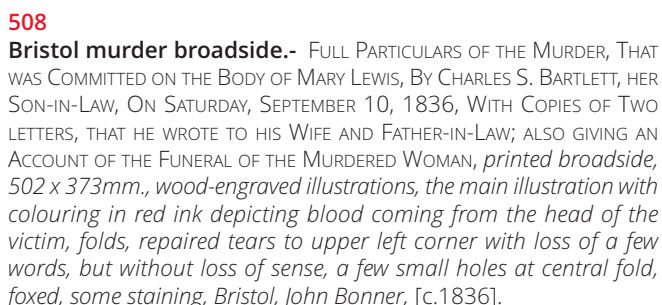 508
Bristol murder broadside.- Full Particulars of the Murder, That
was Committed on the Body of Mary Lewis, By Charles S. Bartlett, her
Son-in-Law, On Saturday, September 10, 1836, With Copies of Two
letters, that he wrote to his Wife and Father-in-Law; also giving an
Account of the Funeral of the Murdered Woman, printed broadside,
502 x 373mm., wood-engraved illustrations, the main illustration with
colouring in red ink depicting blood coming from the head of the
victim, folds, repaired tears to upper left corner with loss of a few
words, but without loss of sense, a few small holes at central fold,
foxed, some staining, Bristol, John Bonner, [c.1836].